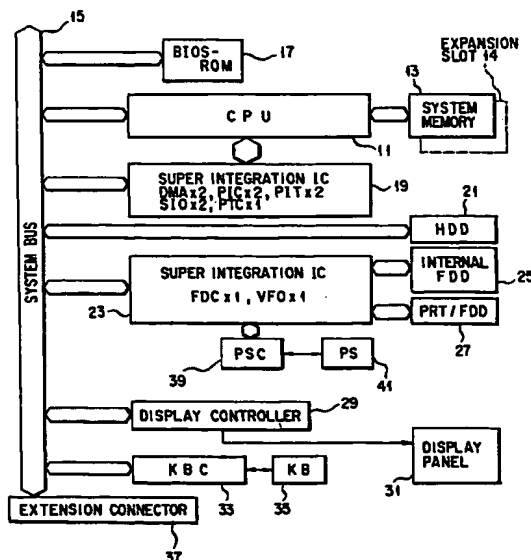 15
BIOS-
ROM
17
EXPANSION
SLOT 14
13
CPU
SYSTEM
MEMORY
11
SUPER INTEGRATION IC
DMAx2, PICx2, PITx2
SIOx2, PTCx1
19
21
HDD
SYSTEM BUS
SUPER INTEGRATION IC
FDCx1, VFOx1
23
INTERNAL
FDD
25
PRT/FDD
27
PSC
PS
39
41
29
DISPLAY CONTROLLER
DISPLAY
PANEL
31
KBC
KB
33
35
EXTENSION CONNECTOR
37